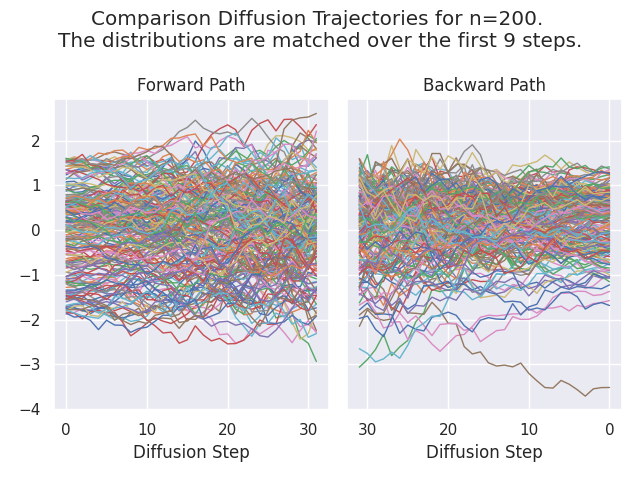 Comparison Diffusion Trajectories for n=200.
The distributions are matched over the first 9 steps.
Forward Path
Backward Path
2
1
0
−1
−2
−3
−4
0 10 20 30
30 20 10 0
Diffusion Step
Diffusion Step